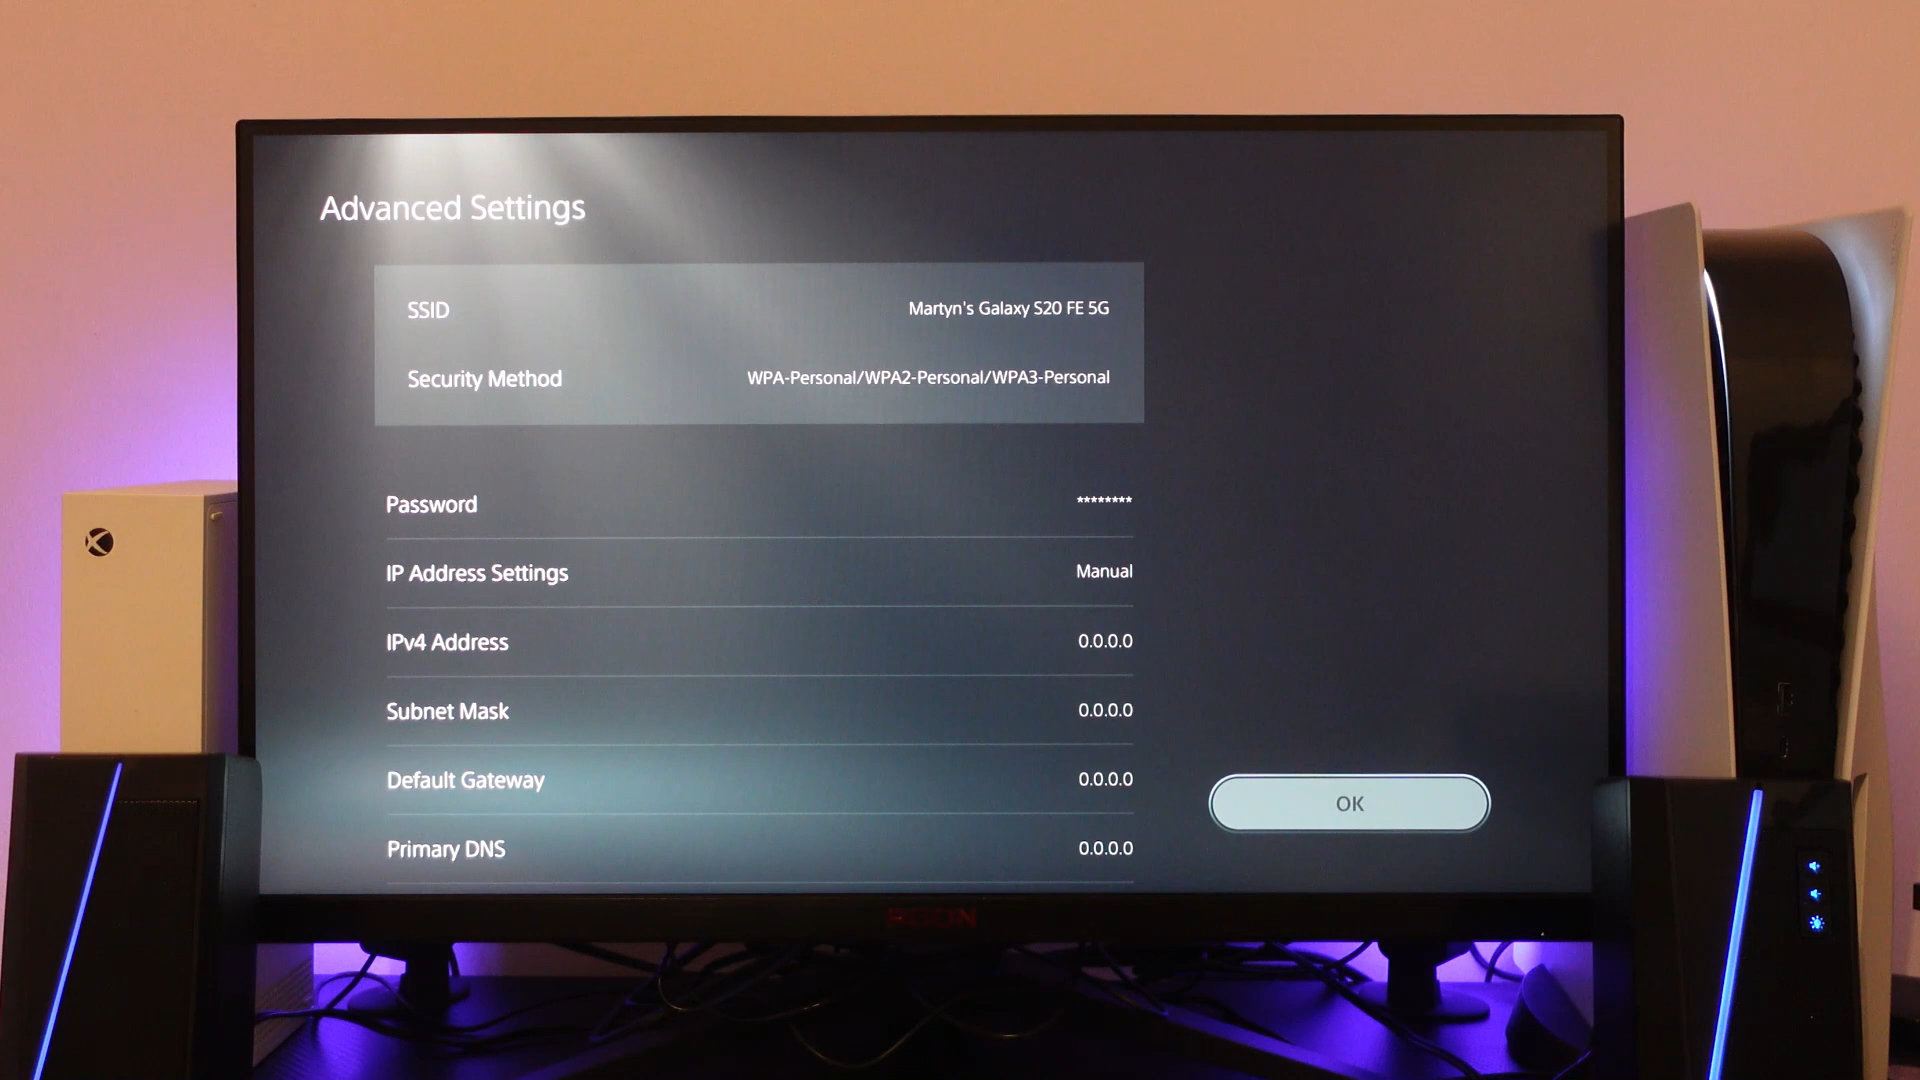 Advanced Settings
SSID Martyn's Galaxy S20 FE 5G
Security Method WPA-Personal/WPA2-Personal/WPA3-Personal
Password ********
IP Address Settings Manual
IPv4 Address 0.0.0.0
Subnet Mask 0.0.0.0
Default Gateway 0.0.0.0
OK
Primary DNS 0.0.0.0
AGON